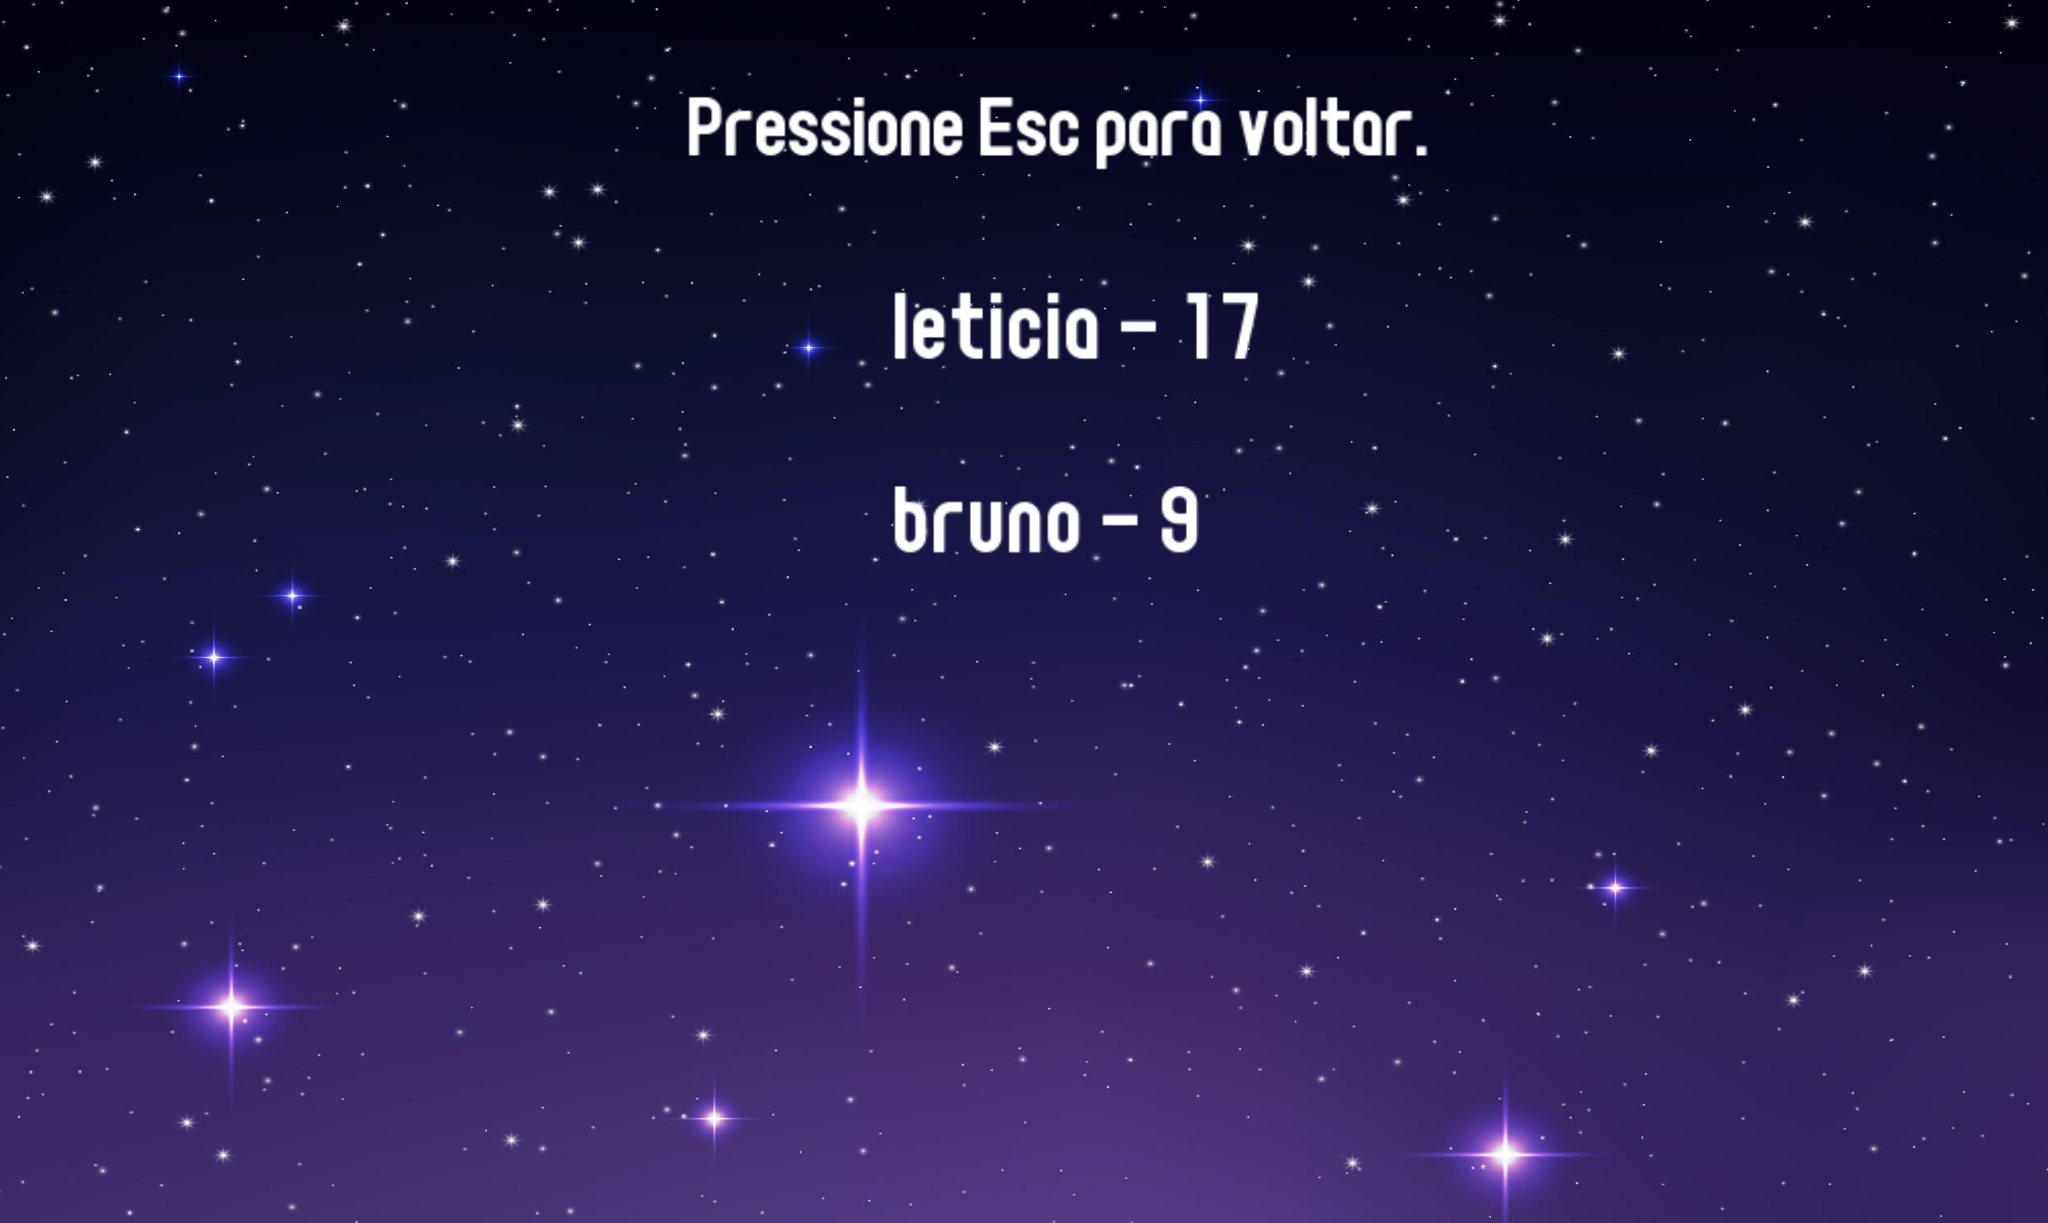 Pressione Esc para voltar.
leticia - 17
bruno - 9